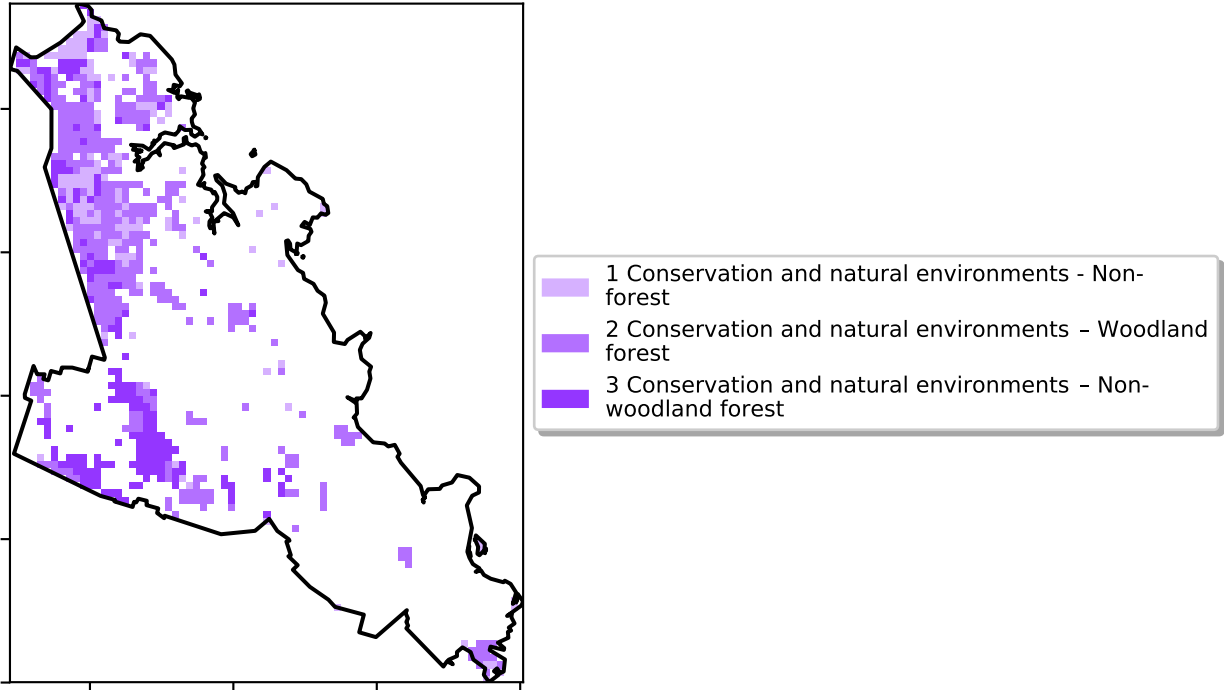 1 Conservation and natural environments - Non-
forest
2 Conservation and natural environments – Woodland
forest
3 Conservation and natural environments – Non-
woodland forest